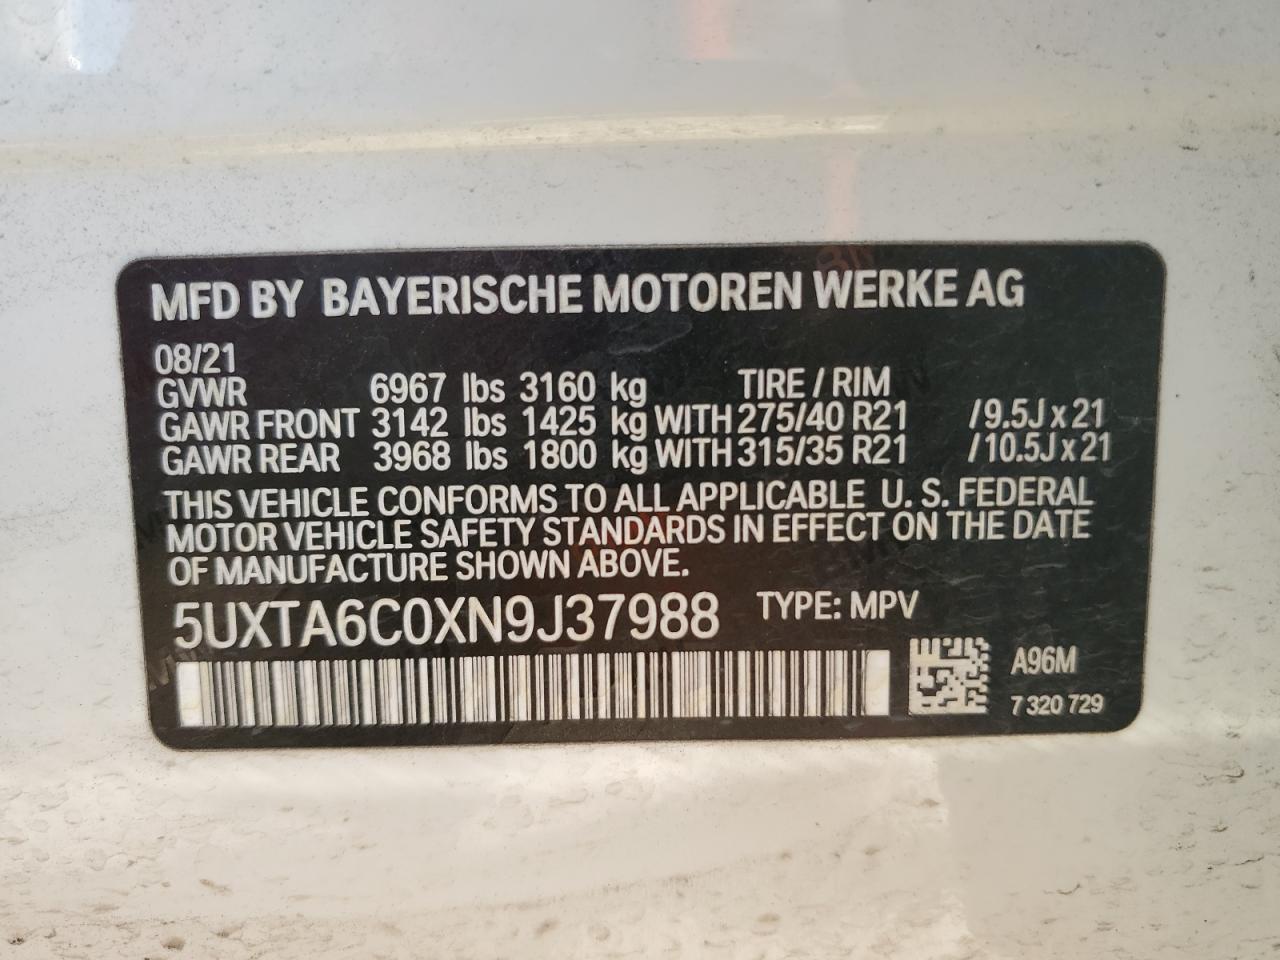 MFD BY BAYERISCHE MOTOREN WERKE AG
08/21
GVWR 6967 lbs 3160 kg TIRE / RIM
GAWR FRONT 3142 lbs 1425 kg WITH 275/40 R21 /9.5J x 21
GAWR REAR 3968 lbs 1800 kg WITH 315/35 R21 /10.5J x 21
THIS VEHICLE CONFORMS TO ALL APPLICABLE U. S. FEDERAL
MOTOR VEHICLE SAFETY STANDARDS IN EFFECT ON THE DATE
OF MANUFACTURE SHOWN ABOVE.
5UXTA6C0XN9J37988 TYPE: MPV
A96M
7 320 729